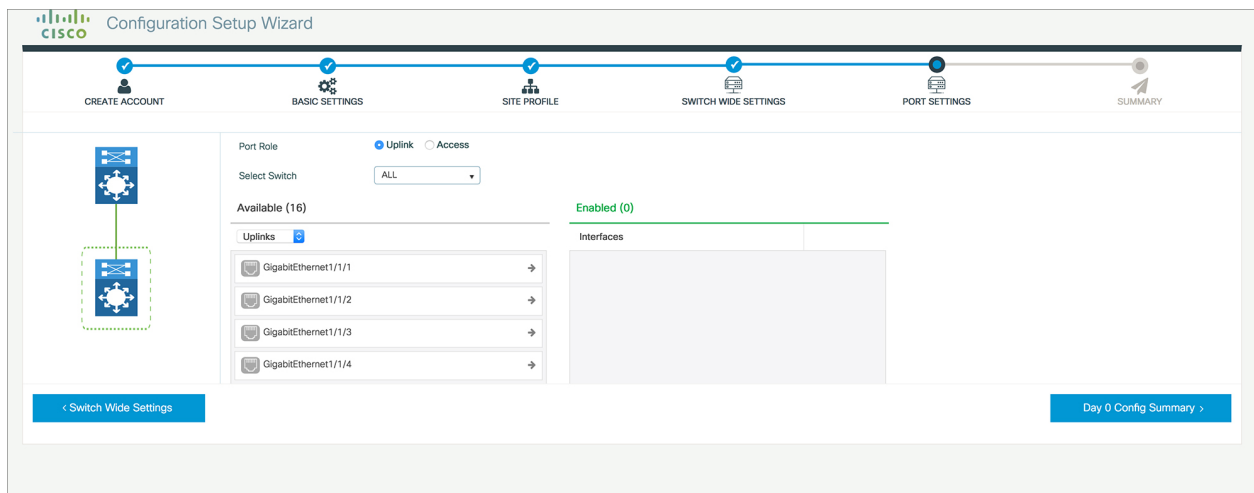 CISCO Configuration Setup Wizard
CREATE ACCOUNT BASIC SETTINGS SITE PROFILE SWITCH WIDE SETTINGS PORT SETTINGS SUMMARY
Port Role Uplink Access
Select Switch ALL
Available (16) Enabled (0)
Uplinks Interfaces
GigabitEthernet1/1/1
GigabitEthernet1/1/2
GigabitEthernet1/1/3
GigabitEthernet1/1/4
< Switch Wide Settings Day 0 Config Summary >